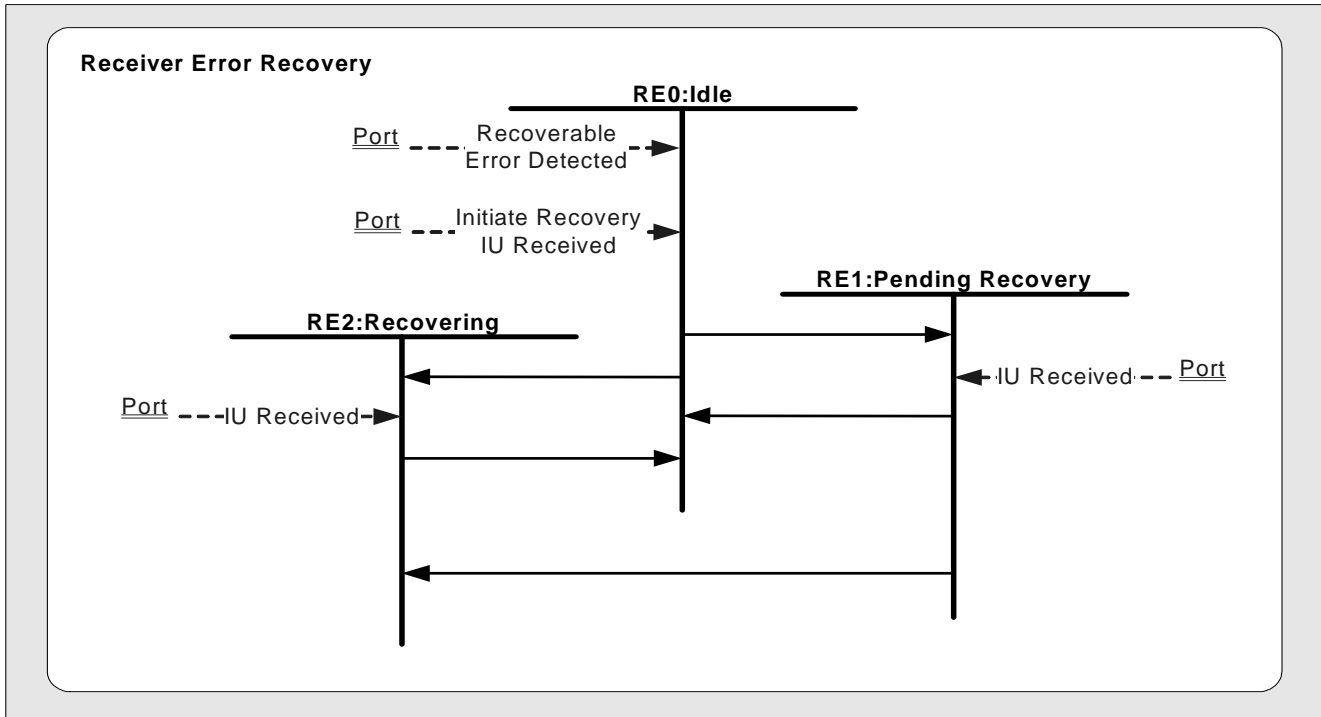 Receiver Error Recovery
RE0:Idle
Port
Recoverable
Error Detected
Port
Initiate Recovery
IU Received
RE1:Pending Recovery
RE2:Recovering
IU Received
Port
Port
IU Received